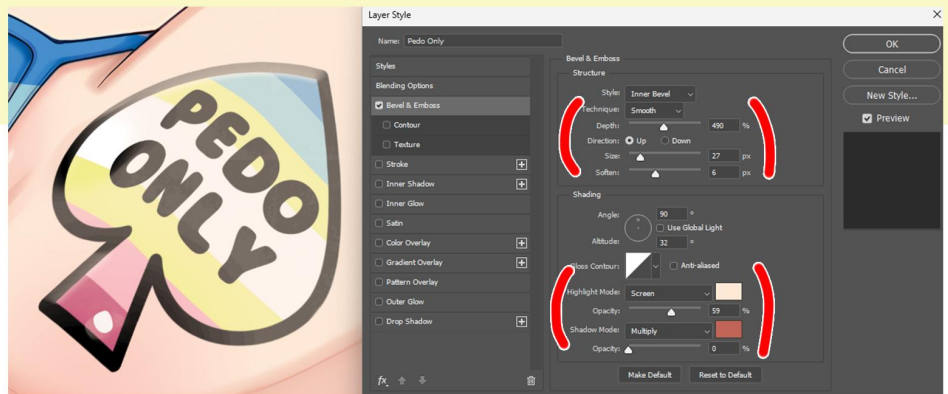 PEDO
ONLY
Layer Style
Name: Pedo Only
Styles
Blending Options
Bevel & Emboss
Contour
Texture
Stroke
Inner Shadow
Inner Glow
Satin
Color Overlay
Gradient Overlay
Pattern Overlay
Outer Glow
Drop Shadow
fx
Bevel & Emboss
Structure
Style: Inner Bevel
Technique: Smooth
Depth: 490 %
Direction: Up Down
Size: 27 px
Soften: 6 px
Shading
Angle: 90 °
Use Global Light
Altitude: 32 °
Gloss Contour: Anti-aliased
Highlight Mode: Screen
Opacity: 59 %
Shadow Mode: Multiply
Opacity: 0 %
Make Default Reset to Default
OK
Cancel
New Style...
Preview